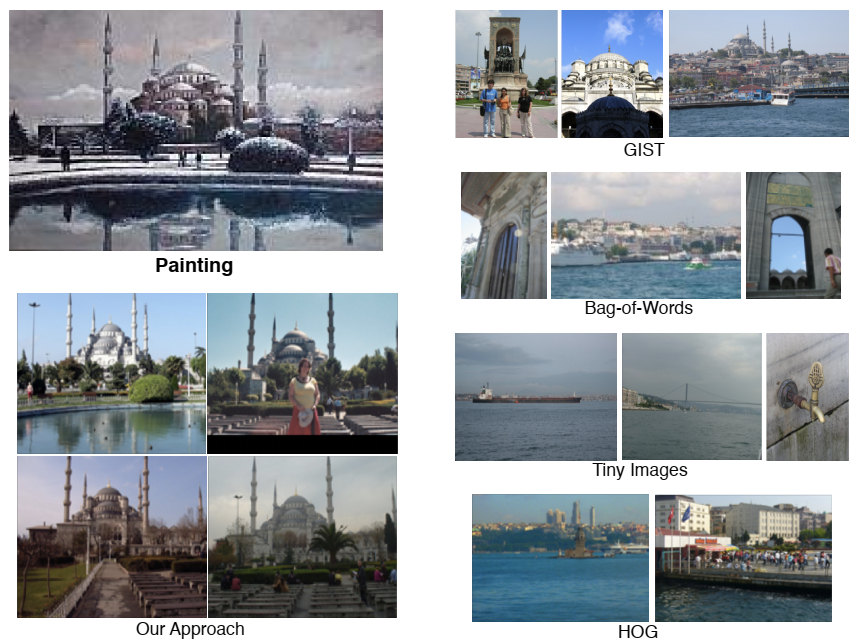 Painting
Our Approach
GIST
Bag-of-Words
Tiny Images
HOG